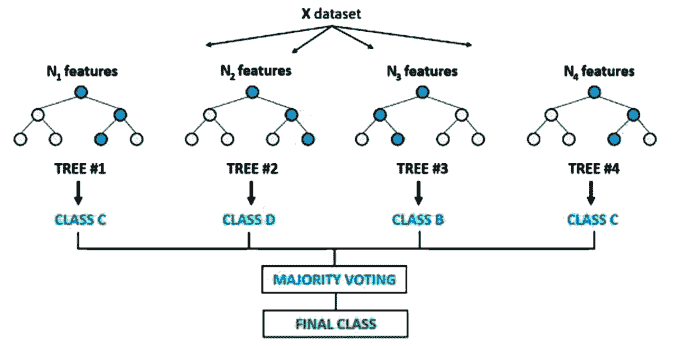 X dataset
N₁ features N₂ features N₃ features N₄ features
TREE #1 TREE #2 TREE #3 TREE #4
CLASS C CLASS D CLASS B CLASS C
MAJORITY VOTING
FINAL CLASS